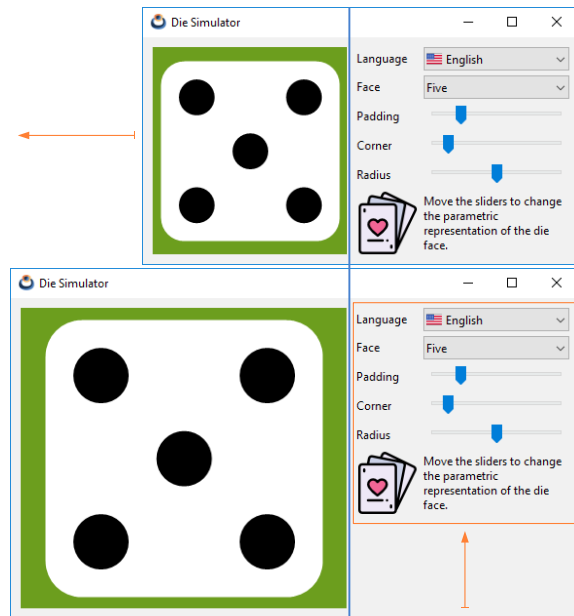 Die Simulator
Language
English
Face
Five
Padding
Corner
Radius
Move the sliders to change
the parametric
representation of the die
face.
Die Simulator
Language
English
Face
Five
Padding
Corner
Radius
Move the sliders to change
the parametric
representation of the die
face.